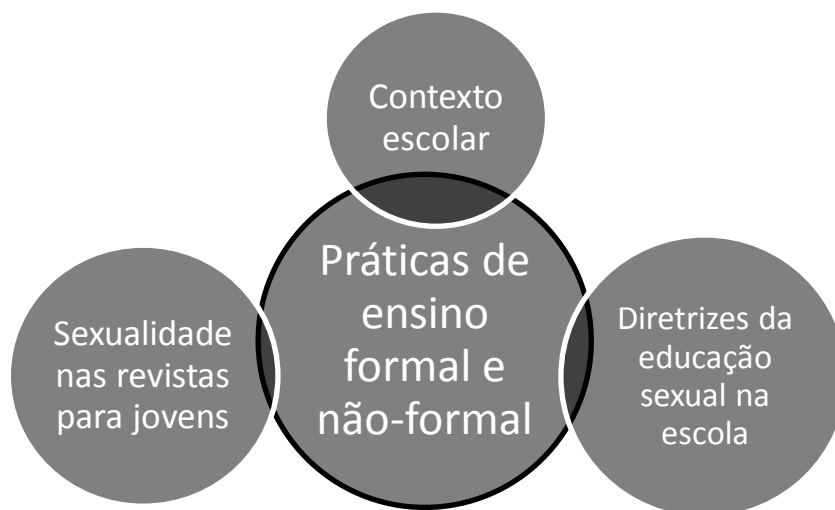 Contexto
escolar
Práticas de
ensino
formal e
não-formal
Sexualidade
nas revistas
para jovens
Diretrizes da
educação
sexual na
escola